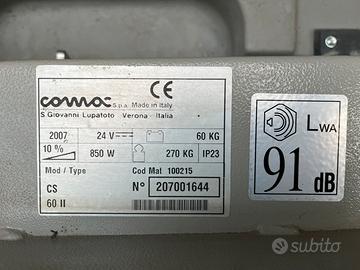 comac S.p.A. Made in Italy
S.Giovanni Lupatoto Verona - Italia
2007 24 V 60 KG
10 % 850 W 270 KG IP23
Mod / Type Cod Mat 100215
CS N° 207001644
60 II
CE
LWA
91 dB
subito